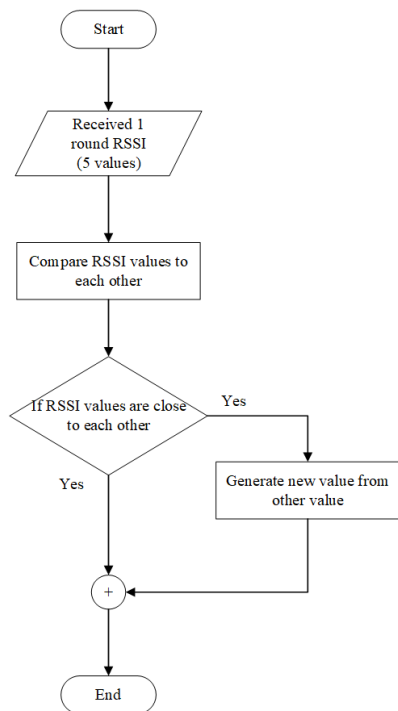 Start
Received 1
round RSSI
(5 values)
Compare RSSI values to
each other
If RSSI values are close
to each other
Yes
Generate new value from
other value
Yes
+
End